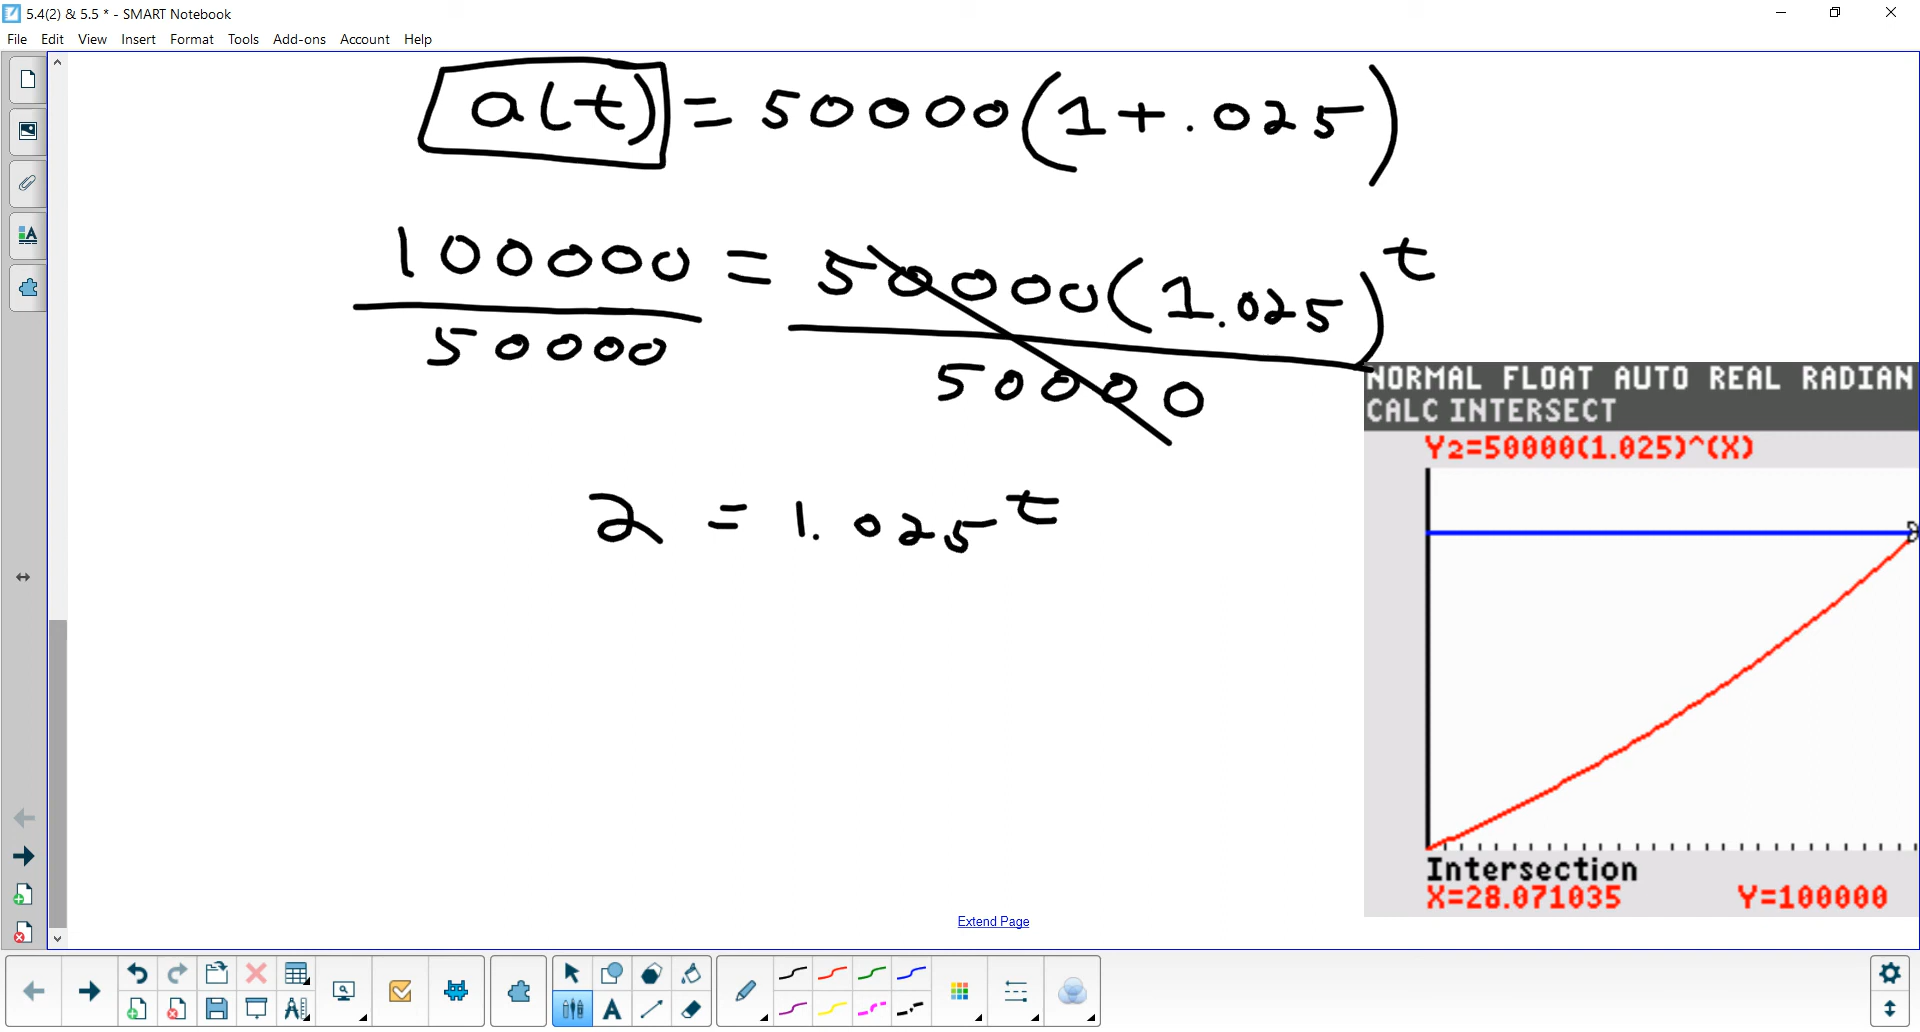 5.4(2) & 5.5 * - SMART Notebook
File Edit View Insert Format Tools Add-ons Account Help
a(t) = 50000(1+.025)
100000 = 50000(1.025)^t
50000 50000
2 = 1.025^t
NORMAL FLOAT AUTO REAL RADIAN
CALC INTERSECT
Y2=50000(1.025)^(X)
Intersection
X=28.071035 Y=100000
Extend Page